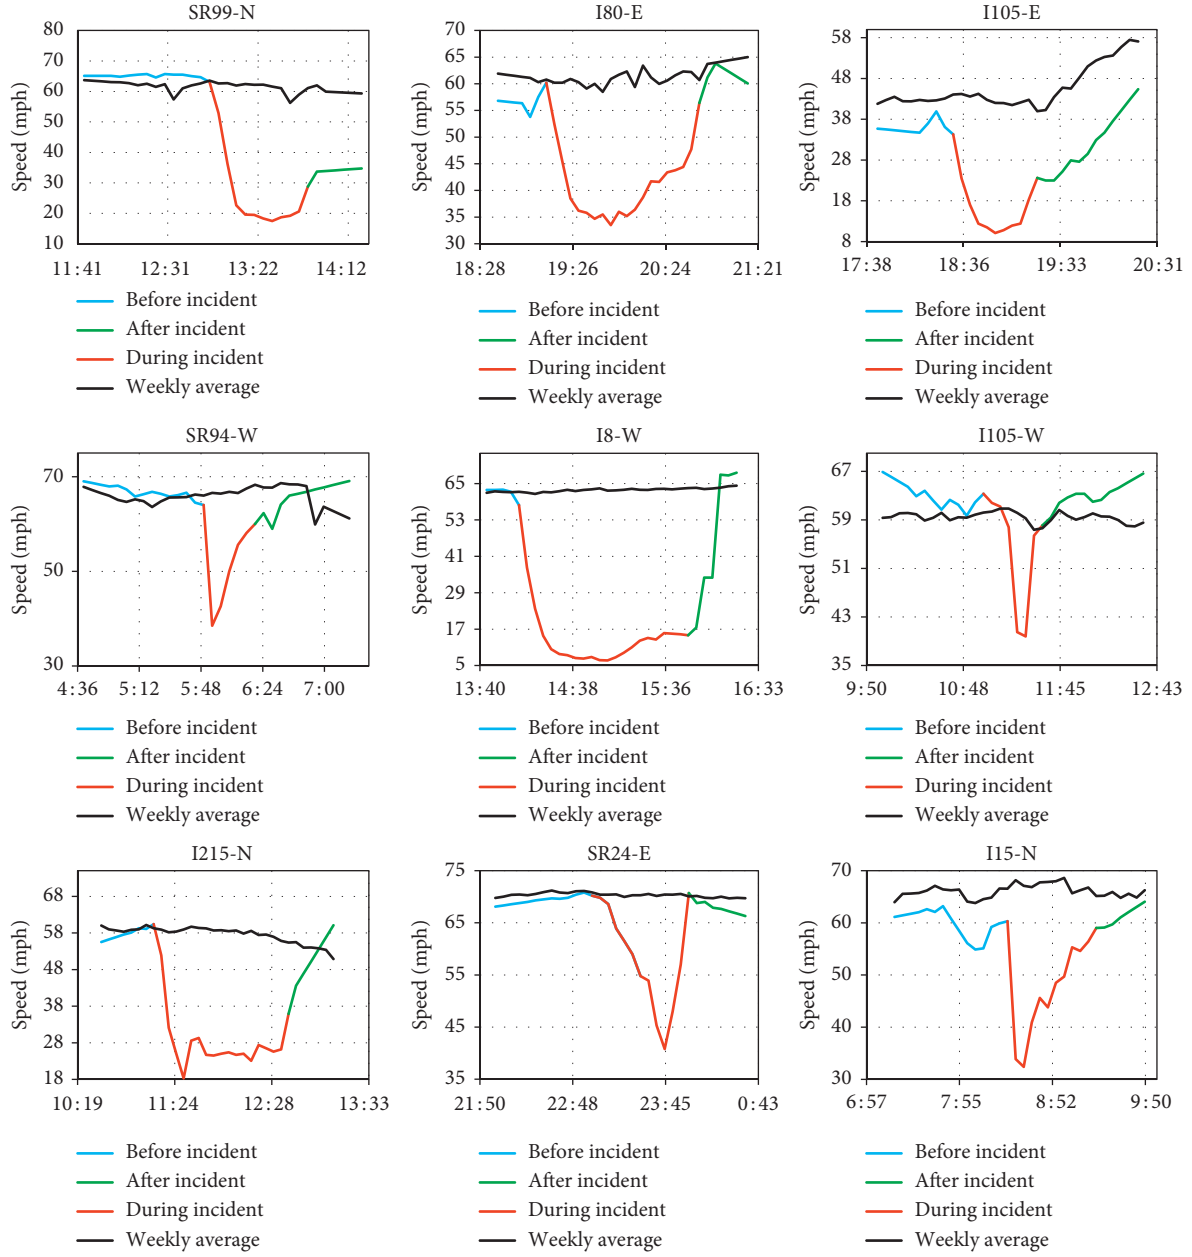 SR99-N
Speed (mph)
80
70
60
50
40
30
20
10
11:41 12:31 13:22 14:12
Before incident
After incident
During incident
Weekly average
I80-E
Speed (mph)
70
65
60
55
50
45
40
35
30
18:28 19:26 20:24 21:21
Before incident
After incident
During incident
Weekly average
I105-E
Speed (mph)
58
48
38
28
18
8
17:38 18:36 19:33 20:31
Before incident
After incident
During incident
Weekly average
SR94-W
Speed (mph)
70
50
30
4:36 5:12 5:48 6:24 7:00
Before incident
After incident
During incident
Weekly average
I8-W
Speed (mph)
65
53
41
29
17
5
13:40 14:38 15:36 16:33
Before incident
After incident
During incident
Weekly average
I105-W
Speed (mph)
67
59
51
43
35
9:50 10:48 11:45 12:43
Before incident
After incident
During incident
Weekly average
I215-N
Speed (mph)
68
58
48
38
28
18
10:19 11:24 12:28 13:33
Before incident
After incident
During incident
Weekly average
SR24-E
Speed (mph)
75
65
55
45
35
21:50 22:48 23:45 0:43
Before incident
After incident
During incident
Weekly average
I15-N
Speed (mph)
70
60
50
40
30
6:57 7:55 8:52 9:50
Before incident
After incident
During incident
Weekly average